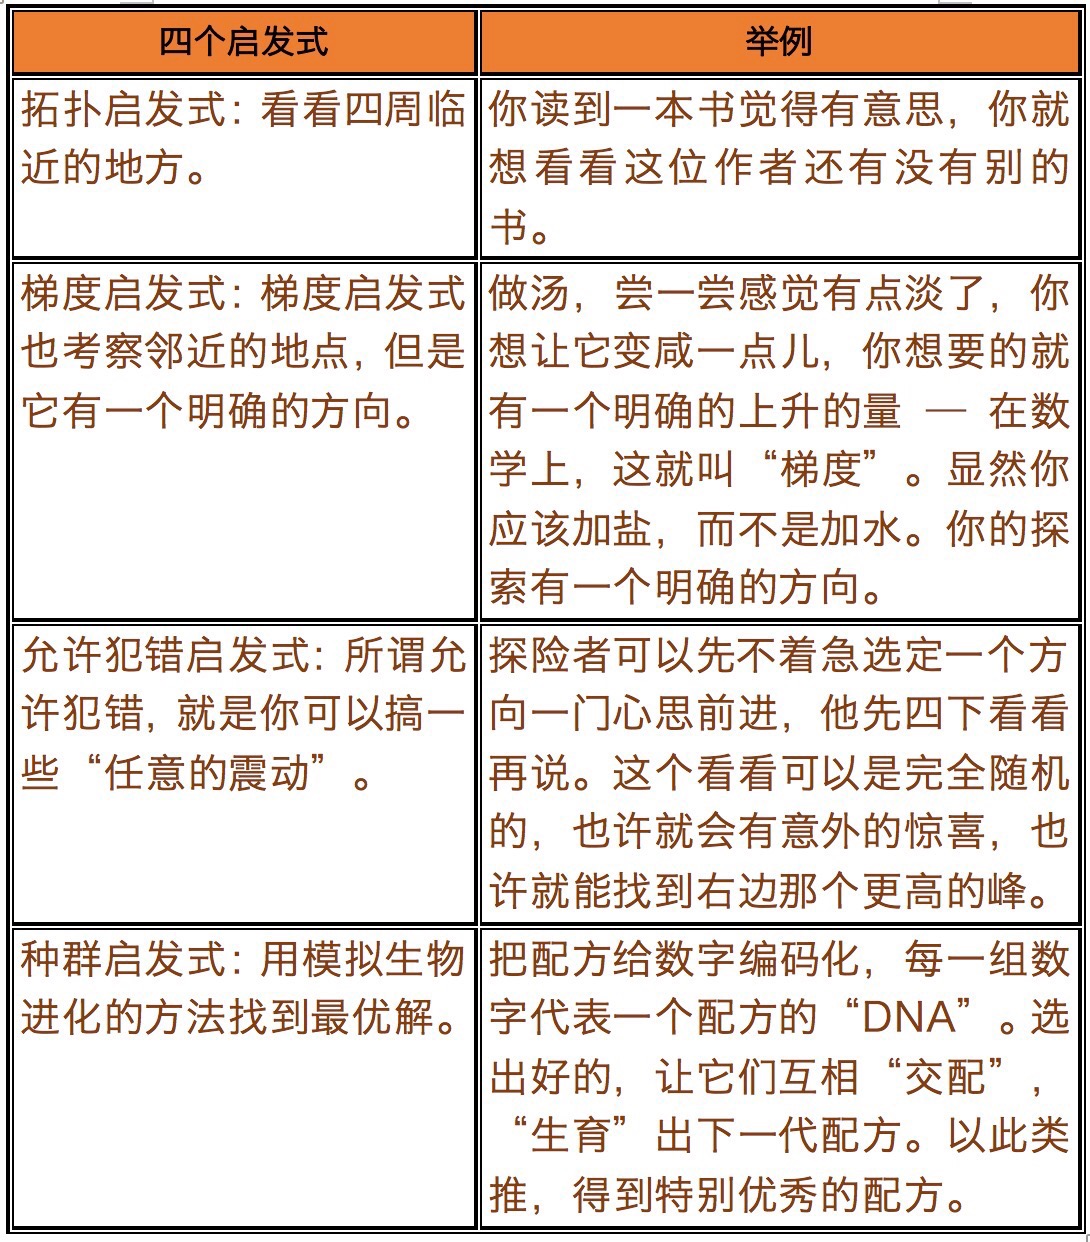 四个启发式
举例
拓扑启发式：看看四周临
近的地方。
你读到一本书觉得有意思，你就
想看看这位作者还有没有别的
书。
梯度启发式：梯度启发式
也考察邻近的地点，但是
它有一个明确的方向。
做汤，尝一尝感觉有点淡了，你
想让它变咸一点儿，你想要的就
有一个明确的上升的量 — 在数
学上，这就叫“梯度”。显然你
应该加盐，而不是加水。你的探
索有一个明确的方向。
允许犯错启发式：所谓允
许犯错，就是你可以搞一
些“任意的震动”。
探险者可以先不着急选定一个方
向一门心思前进，他先四下看看
再说。这个看看可以是完全随机
的，也许就会有意外的惊喜，也
许就能找到右边那个更高的峰。
种群启发式：用模拟生物
进化的方法找到最优解。
把配方给数字编码化，每一组数
字代表一个配方的“DNA”。选
出好的，让它们互相“交配”，
“生育”出下一代配方。以此类
推，得到特别优秀的配方。